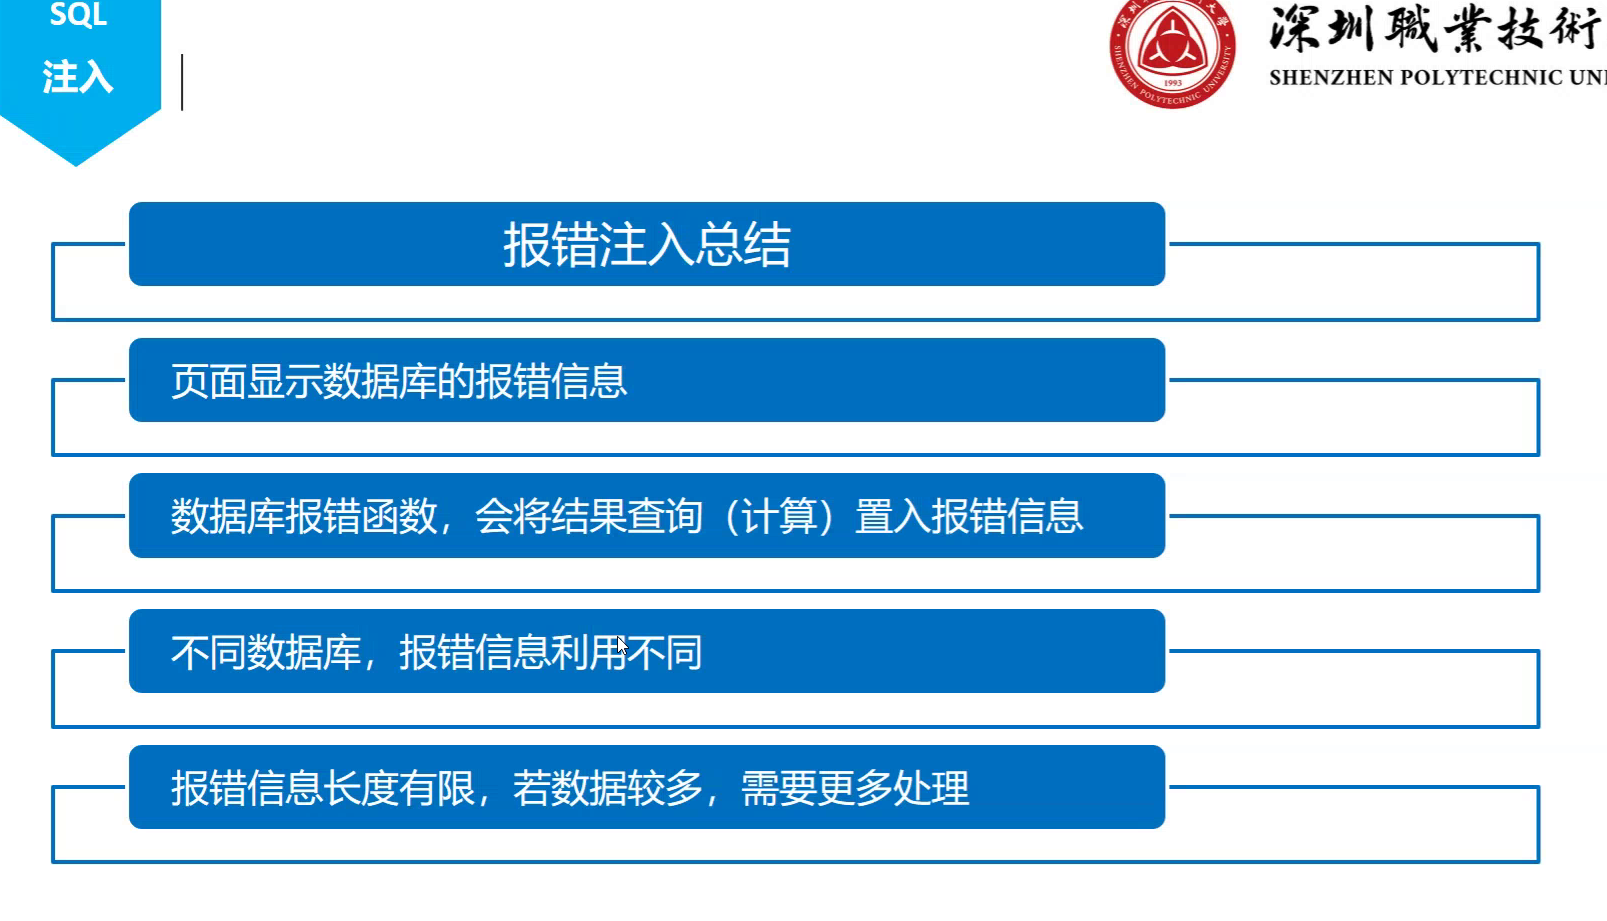 SQL
注入
深圳職業技術
SHENZHEN POLYTECHNIC UNI
SHENZHEN POLYTECHNIC UNIVERSITY
1993
报错注入总结
页面显示数据库的报错信息
数据库报错函数，会将结果查询（计算）置入报错信息
不同数据库，报错信息利用不同
报错信息长度有限，若数据较多，需要更多处理